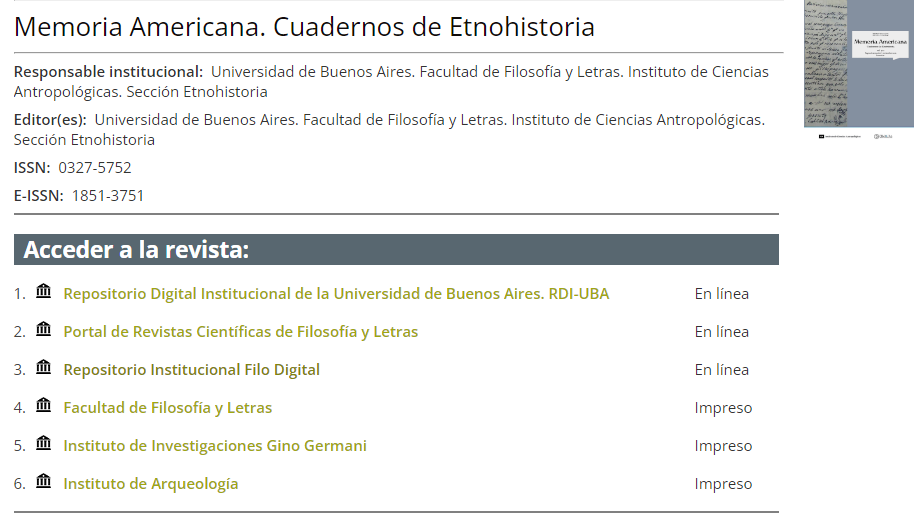 Memoria Americana. Cuadernos de Etnohistoria
Responsable institucional: Universidad de Buenos Aires. Facultad de Filosofía y Letras. Instituto de Ciencias
Antropológicas. Sección Etnohistoria
Editor(es): Universidad de Buenos Aires. Facultad de Filosofía y Letras. Instituto de Ciencias Antropológicas.
Sección Etnohistoria
ISSN: 0327-5752
E-ISSN: 1851-3751
Memoria Americana
Acceder a la revista:
1. Repositorio Digital Institucional de la Universidad de Buenos Aires. RDI-UBA En línea
2. Portal de Revistas Científicas de Filosofía y Letras En línea
3. Repositorio Institucional Filo Digital En línea
4. Facultad de Filosofía y Letras Impreso
5. Instituto de Investigaciones Gino Germani Impreso
6. Instituto de Arqueología Impreso